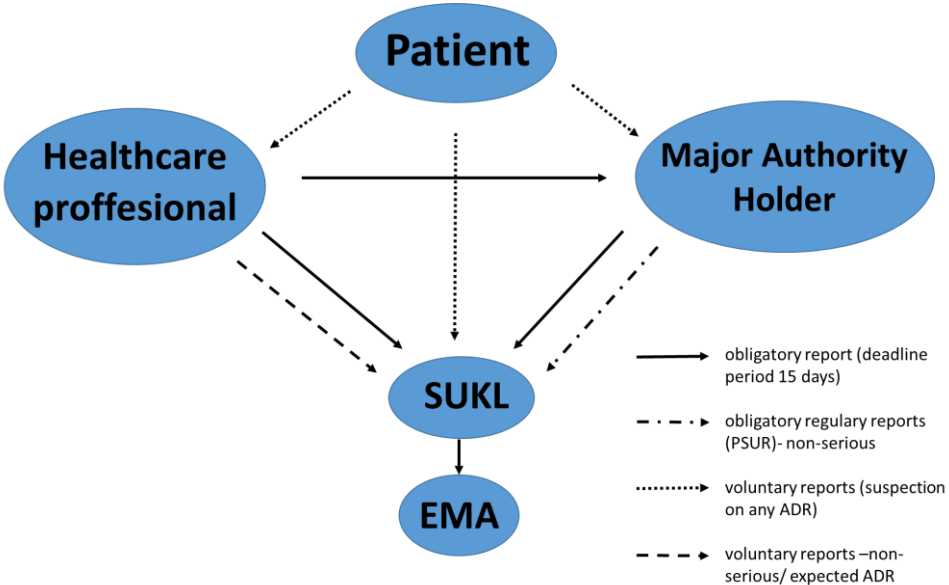 Patient
Healthcare
proffesional
Major Authority
Holder
SUKL
EMA
obligatory report (deadline
period 15 days)
obligatory regulary reports
(PSUR)- non-serious
voluntary reports (suspection
on any ADR)
voluntary reports –non-
serious/ expected ADR